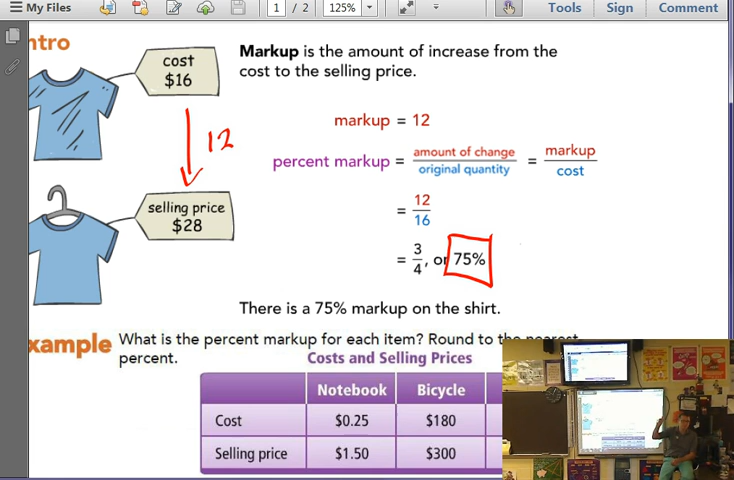 My Files
1 / 2
125%
Tools
Sign
Comment
ntro
cost
$16
Markup is the amount of increase from the
cost to the selling price.
12
markup = 12
percent markup = amount of change / original quantity = markup / cost
= 12 / 16
= 3 / 4, or 75%
selling price
$28
There is a 75% markup on the shirt.
xample
What is the percent markup for each item? Round to the nearest
percent.
Costs and Selling Prices
Notebook Bicycle
Cost $0.25 $180
Selling price $1.50 $300